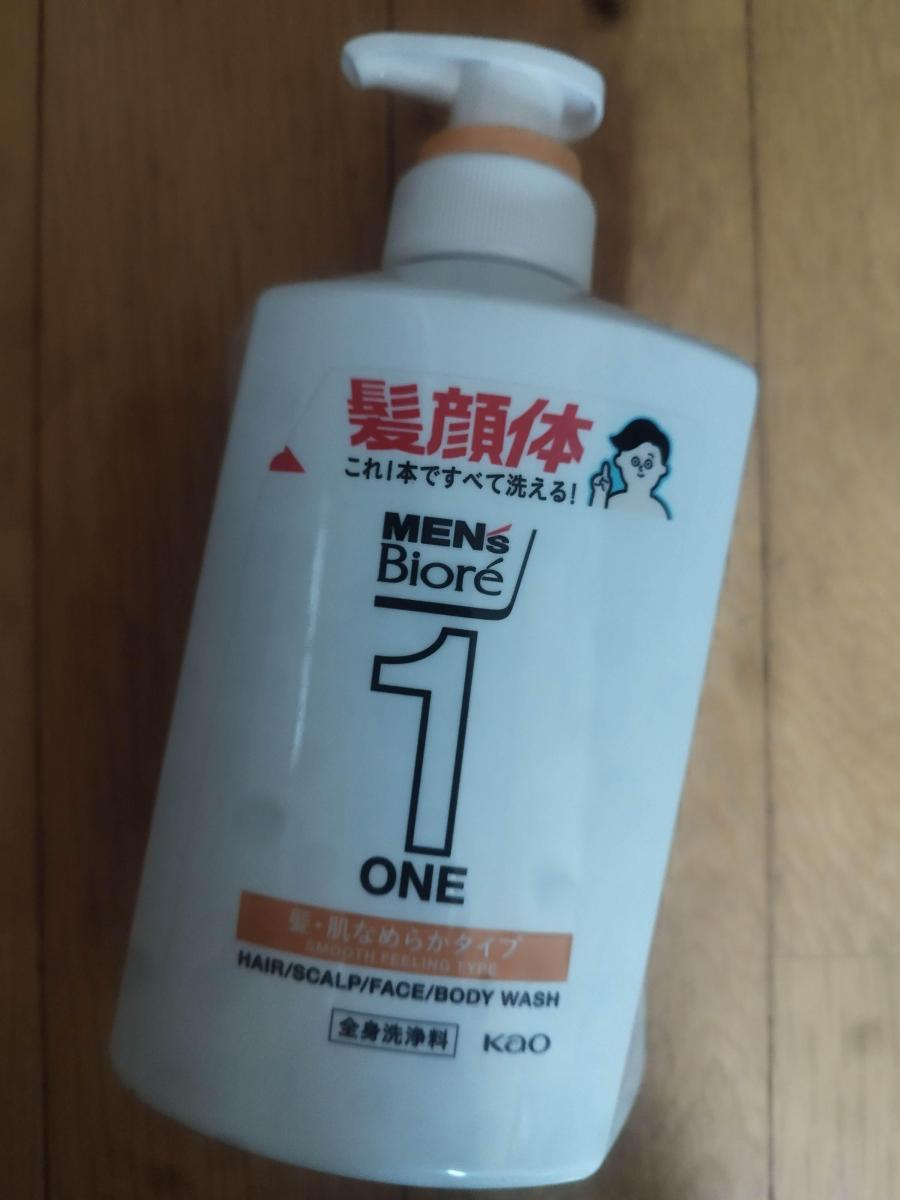 髪顔体
これ1本ですべて洗える!
MEN's
Bioré
1
ONE
髪・肌なめらかタイプ
SMOOTH FEELING TYPE
HAIR/SCALP/FACE/BODY WASH
全身洗浄料
Kao